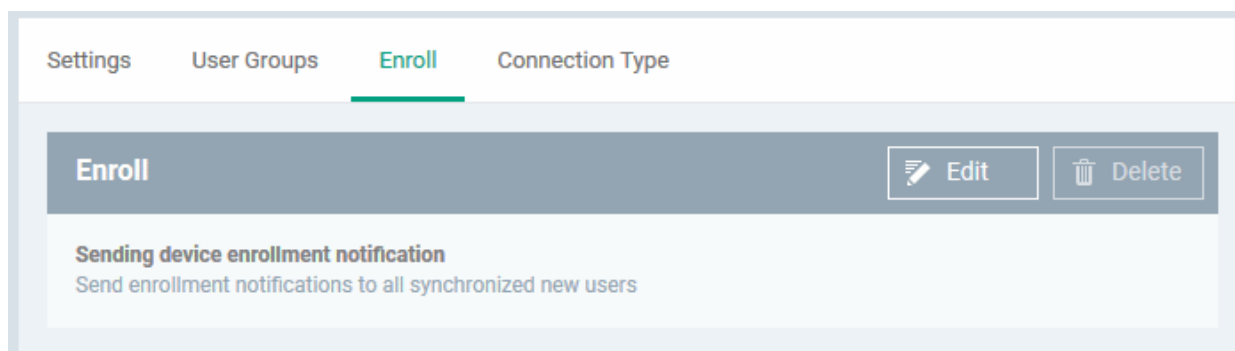 Settings User Groups Enroll Connection Type
Enroll Edit Delete
Sending device enrollment notification
Send enrollment notifications to all synchronized new users